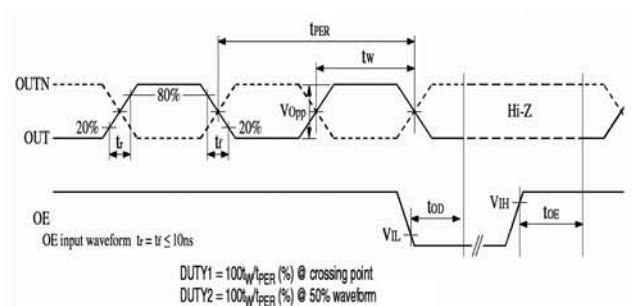 tPER
tW
OUTN
80%
VOpp
Hi-Z
20%
20%
OUT
tr
tf
OE
VIL
tOD
VIH
tOE
OE input waveform tr = tf ≤ 10ns
DUTY1 = 100tW/tPER (%) @ crossing point
DUTY2 = 100tW/tPER (%) @ 50% waveform